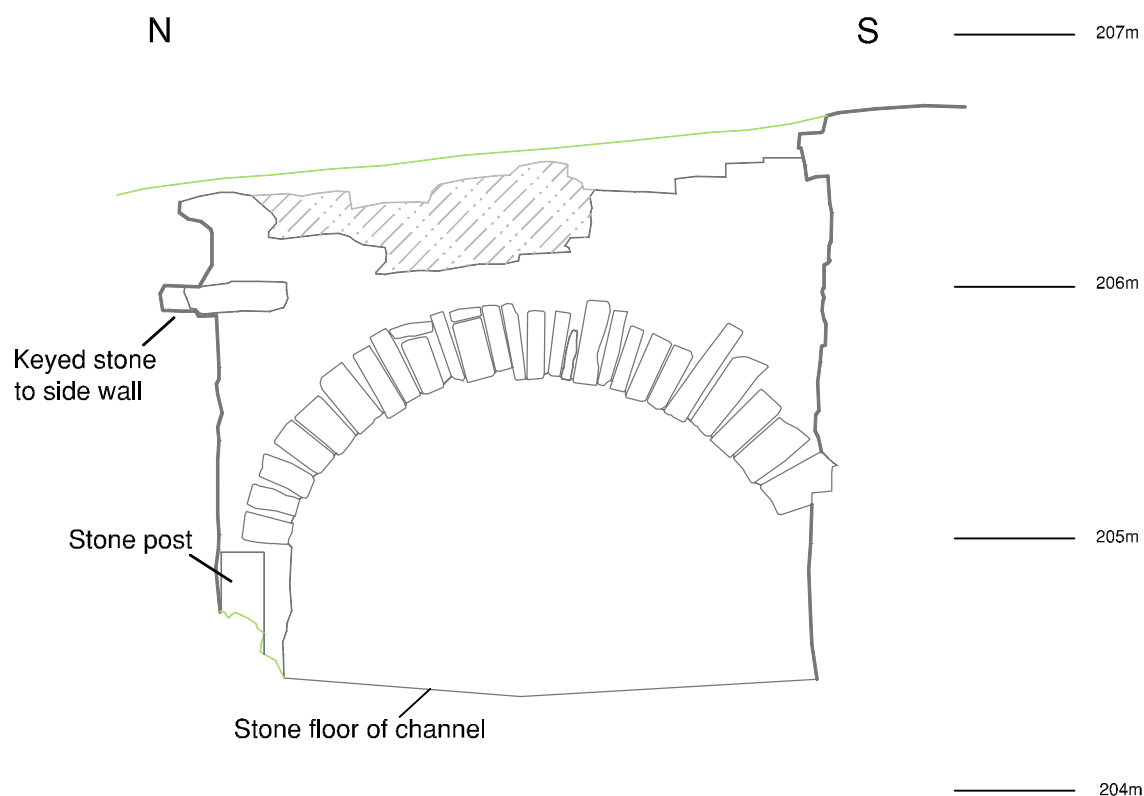 N
S
207m
206m
Keyed stone
to side wall
Stone post
205m
Stone floor of channel
204m